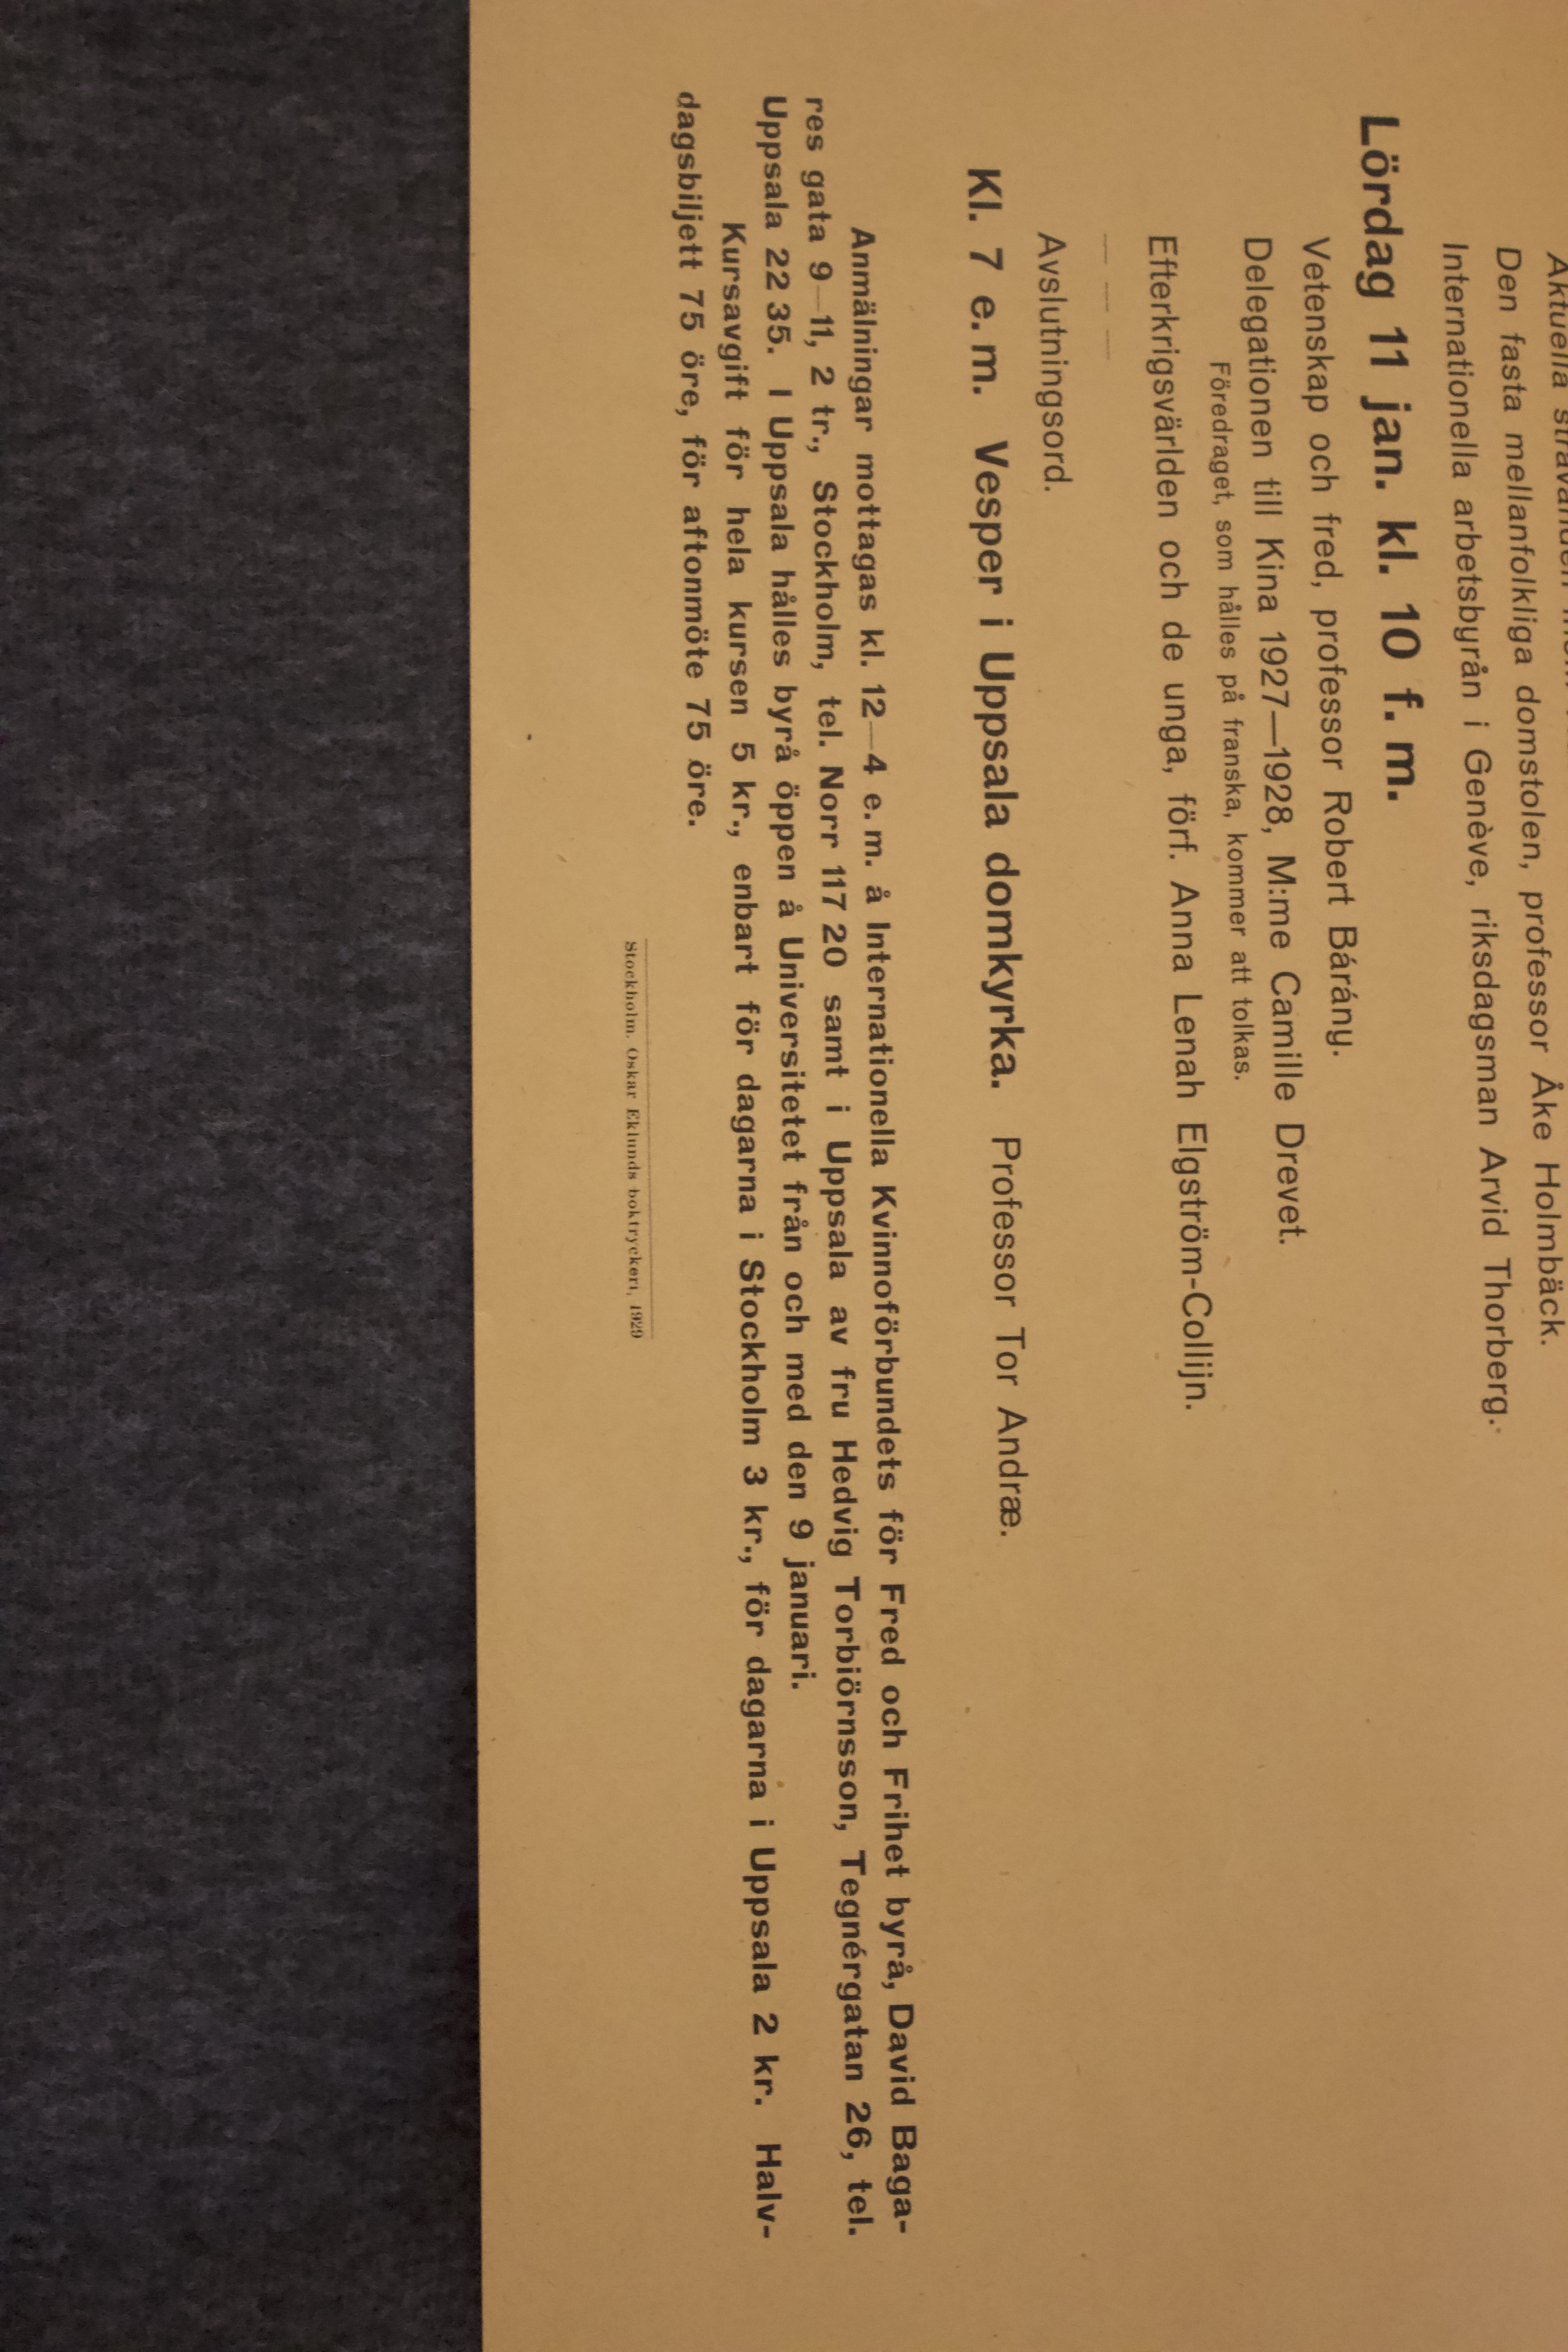 Aktuella
Den fasta mellanfolkliga domstolen, professor Åke Holmbäck.
Internationella arbetsbyrån i Genève, riksdagsman Arvid Thorberg.
Lördag 11 jan. kl. 10 f. m.
Vetenskap och fred, professor Robert Bárány.
Delegationen till Kina 1927—1928, M:me Camille Drevet.
Föredraget, som hålles på franska, kommer att tolkas.
Efterkrigsvärlden och de unga, förf. Anna Lenah Elgström-Collijn.
— — —
Avslutningsord.
Kl. 7 e. m. Vesper i Uppsala domkyrka. Professor Tor Andræ.
Anmälningar mottagas kl. 12—4 e. m. å Internationella Kvinnoförbundets för Fred och Frihet byrå, David Baga-
res gata 9—11, 2 tr., Stockholm, tel. Norr 117 20 samt i Uppsala av fru Hedvig Torbiörnsson, Tegnérgatan 26, tel.
Uppsala 22 35. I Uppsala hålles byrå öppen å Universitetet från och med den 9 januari.
Kursavgift för hela kursen 5 kr., enbart för dagarna i Stockholm 3 kr., för dagarna i Uppsala 2 kr. Halv-
dagsbiljett 75 öre, för aftonmöte 75 öre.
Stockholm. Oskar Eklunds boktryckeri, 1929